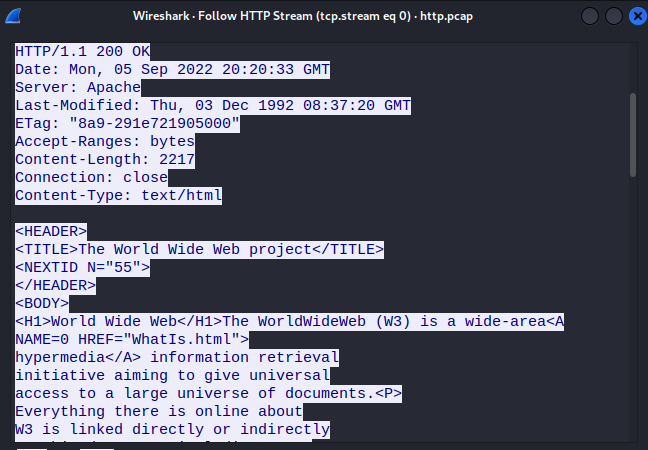 Wireshark · Follow HTTP Stream (tcp.stream eq 0) · http.pcap
HTTP/1.1 200 OK
Date: Mon, 05 Sep 2022 20:20:33 GMT
Server: Apache
Last-Modified: Thu, 03 Dec 1992 08:37:20 GMT
ETag: "8a9-291e721905000"
Accept-Ranges: bytes
Content-Length: 2217
Connection: close
Content-Type: text/html
<HEADER>
<TITLE>The World Wide Web project</TITLE>
<NEXTID N="55">
</HEADER>
<BODY>
<H1>World Wide Web</H1>The WorldWideWeb (W3) is a wide-area<A
NAME=0 HREF="WhatIs.html">
hypermedia</A> information retrieval
initiative aiming to give universal
access to a large universe of documents.<P>
Everything there is online about
W3 is linked directly or indirectly